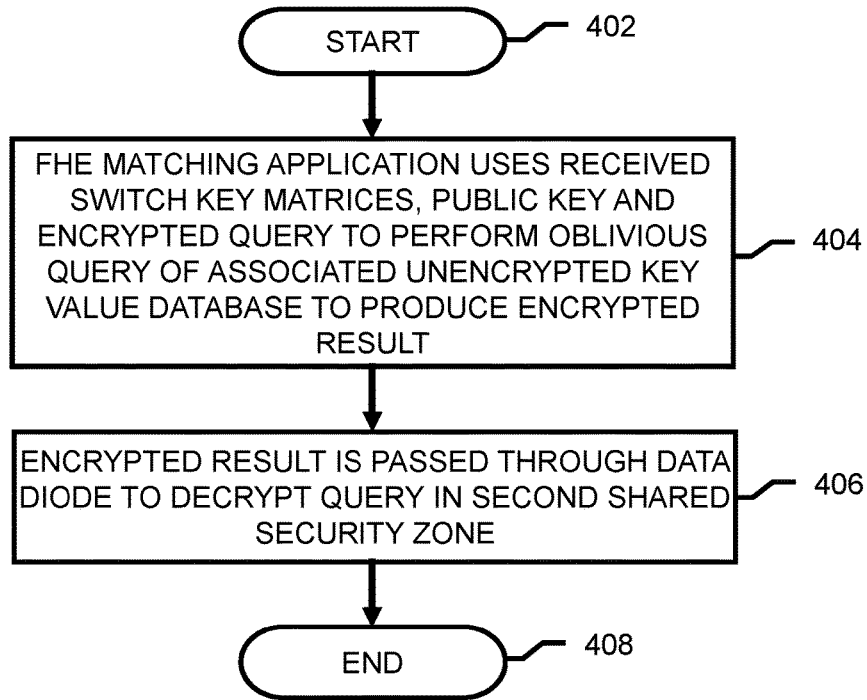 START
402
FHE MATCHING APPLICATION USES RECEIVED
SWITCH KEY MATRICES, PUBLIC KEY AND
ENCRYPTED QUERY TO PERFORM OBLIVIOUS
QUERY OF ASSOCIATED UNENCRYPTED KEY
VALUE DATABASE TO PRODUCE ENCRYPTED
RESULT
404
ENCRYPTED RESULT IS PASSED THROUGH DATA
DIODE TO DECRYPT QUERY IN SECOND SHARED
SECURITY ZONE
406
END
408